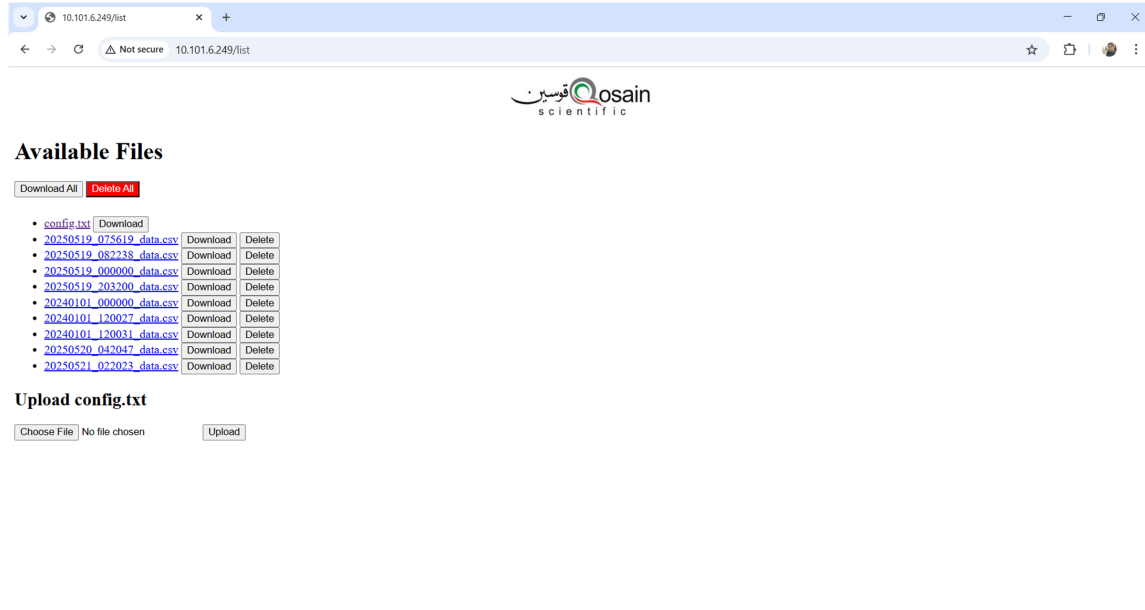 10.101.6.249/list
Not secure 10.101.6.249/list
قوسين Qosain
scientific
Available Files
Download All Delete All
config.txt Download
20250519_075619_data.csv Download Delete
20250519_082238_data.csv Download Delete
20250519_000000_data.csv Download Delete
20250519_203200_data.csv Download Delete
20240101_000000_data.csv Download Delete
20240101_120027_data.csv Download Delete
20240101_120031_data.csv Download Delete
20250520_042047_data.csv Download Delete
20250521_022023_data.csv Download Delete
Upload config.txt
Choose File No file chosen Upload